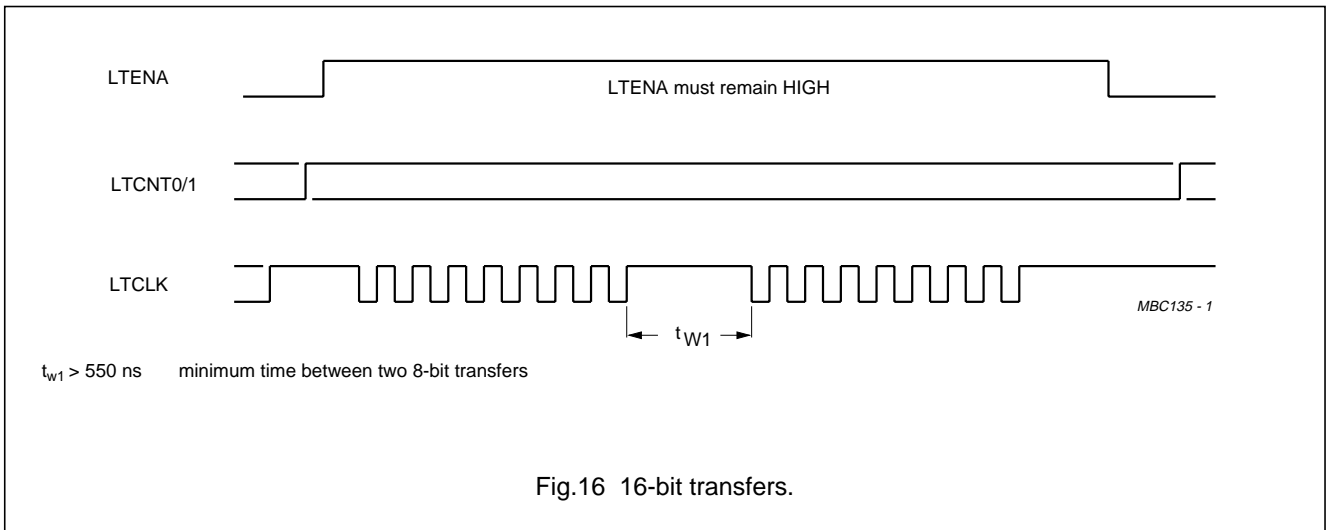 LTENA
LTENA must remain HIGH
LTCNT0/1
LTCLK
MBC135 - 1
t W1
tw1 > 550 ns minimum time between two 8-bit transfers
Fig.16 16-bit transfers.